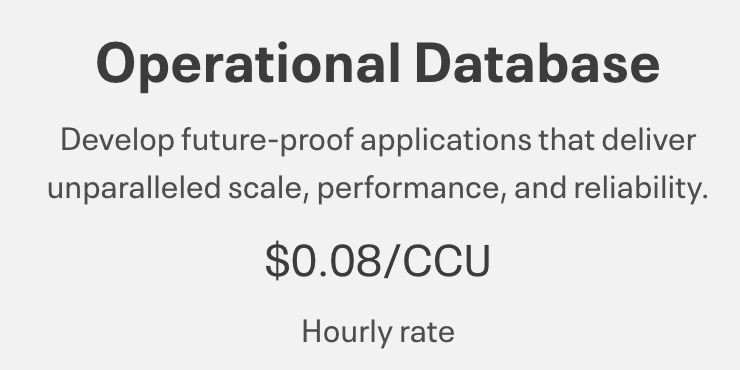 Operational Database
Develop future-proof applications that deliver
unparalleled scale, performance, and reliability.
$0.08/CCU
Hourly rate